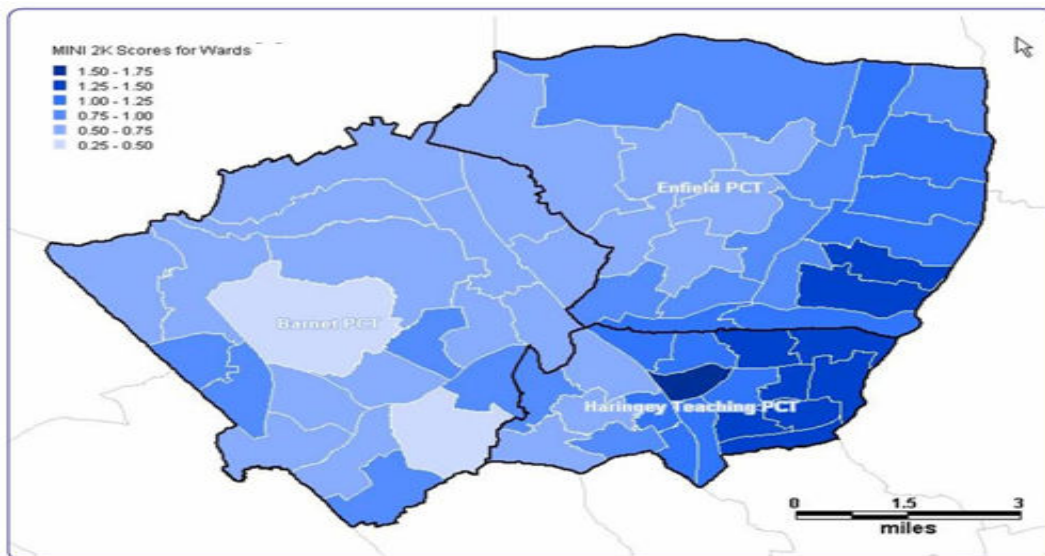 MINI 2K Scores for Wards
1.50 - 1.75
1.25 - 1.50
1.00 - 1.25
0.75 - 1.00
0.50 - 0.75
0.25 - 0.50
Enfield PCT
Barnet PCT
Haringey Teaching PCT
0 1.5 3
miles